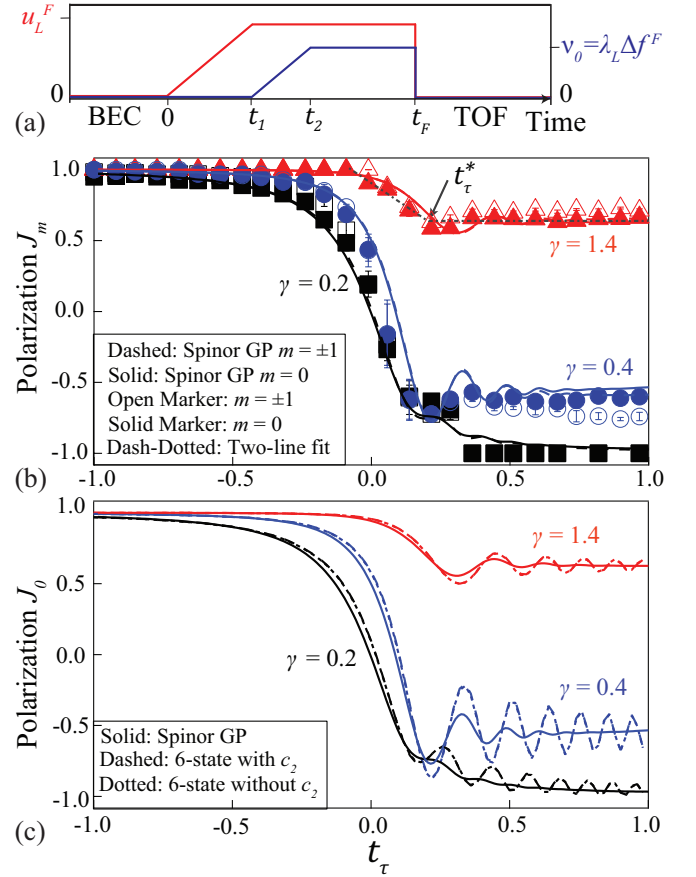 u_L^F
ν_0=λ_L Δf^F
0
0
BEC
0
t_1
t_2
t_F
TOF
Time
(a)
1.0
0.5
0.0
-0.5
-1.0
Polarization J_m
t_τ^*
γ = 1.4
γ = 0.2
γ = 0.4
Dashed: Spinor GP m = ±1
Solid: Spinor GP m = 0
Open Marker: m = ±1
Solid Marker: m = 0
Dash-Dotted: Two-line fit
(b)
-1.0
-0.5
0.0
0.5
1.0
1.0
0.5
0.0
-0.5
-1.0
Polarization J_0
γ = 1.4
γ = 0.2
γ = 0.4
Solid: Spinor GP
Dashed: 6-state with c_2
Dotted: 6-state without c_2
(c)
-1.0
-0.5
0.0
0.5
1.0
t_τ